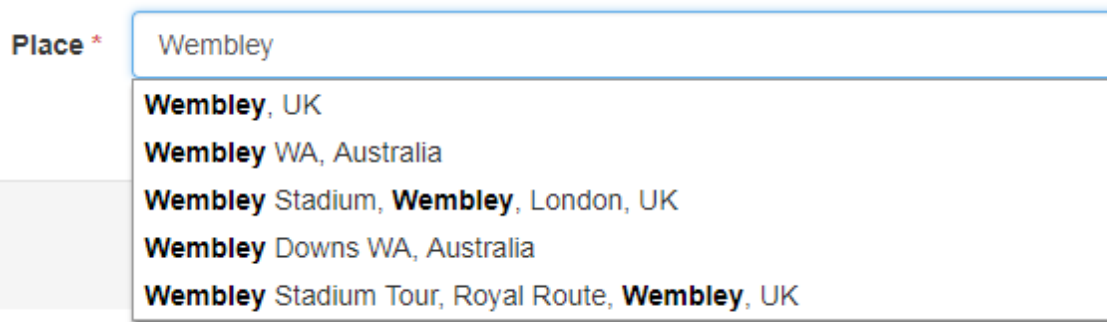 Place * Wembley
Wembley, UK
Wembley WA, Australia
Wembley Stadium, Wembley, London, UK
Wembley Downs WA, Australia
Wembley Stadium Tour, Royal Route, Wembley, UK